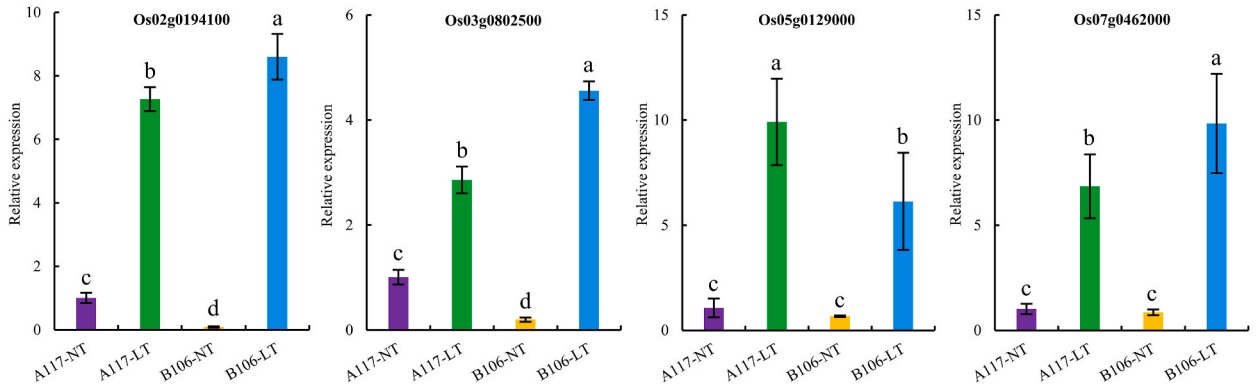 Os02g0194100
Relative expression
10
8
6
4
2
0
c
b
d
a
A117-NT
A117-LT
B106-NT
B106-LT
Os03g0802500
Relative expression
6
4
2
0
c
b
d
a
A117-NT
A117-LT
B106-NT
B106-LT
Os05g0129000
Relative expression
15
10
5
0
c
a
c
b
A117-NT
A117-LT
B106-NT
B106-LT
Os07g0462000
Relative expression
15
10
5
0
c
b
c
a
A117-NT
A117-LT
B106-NT
B106-LT